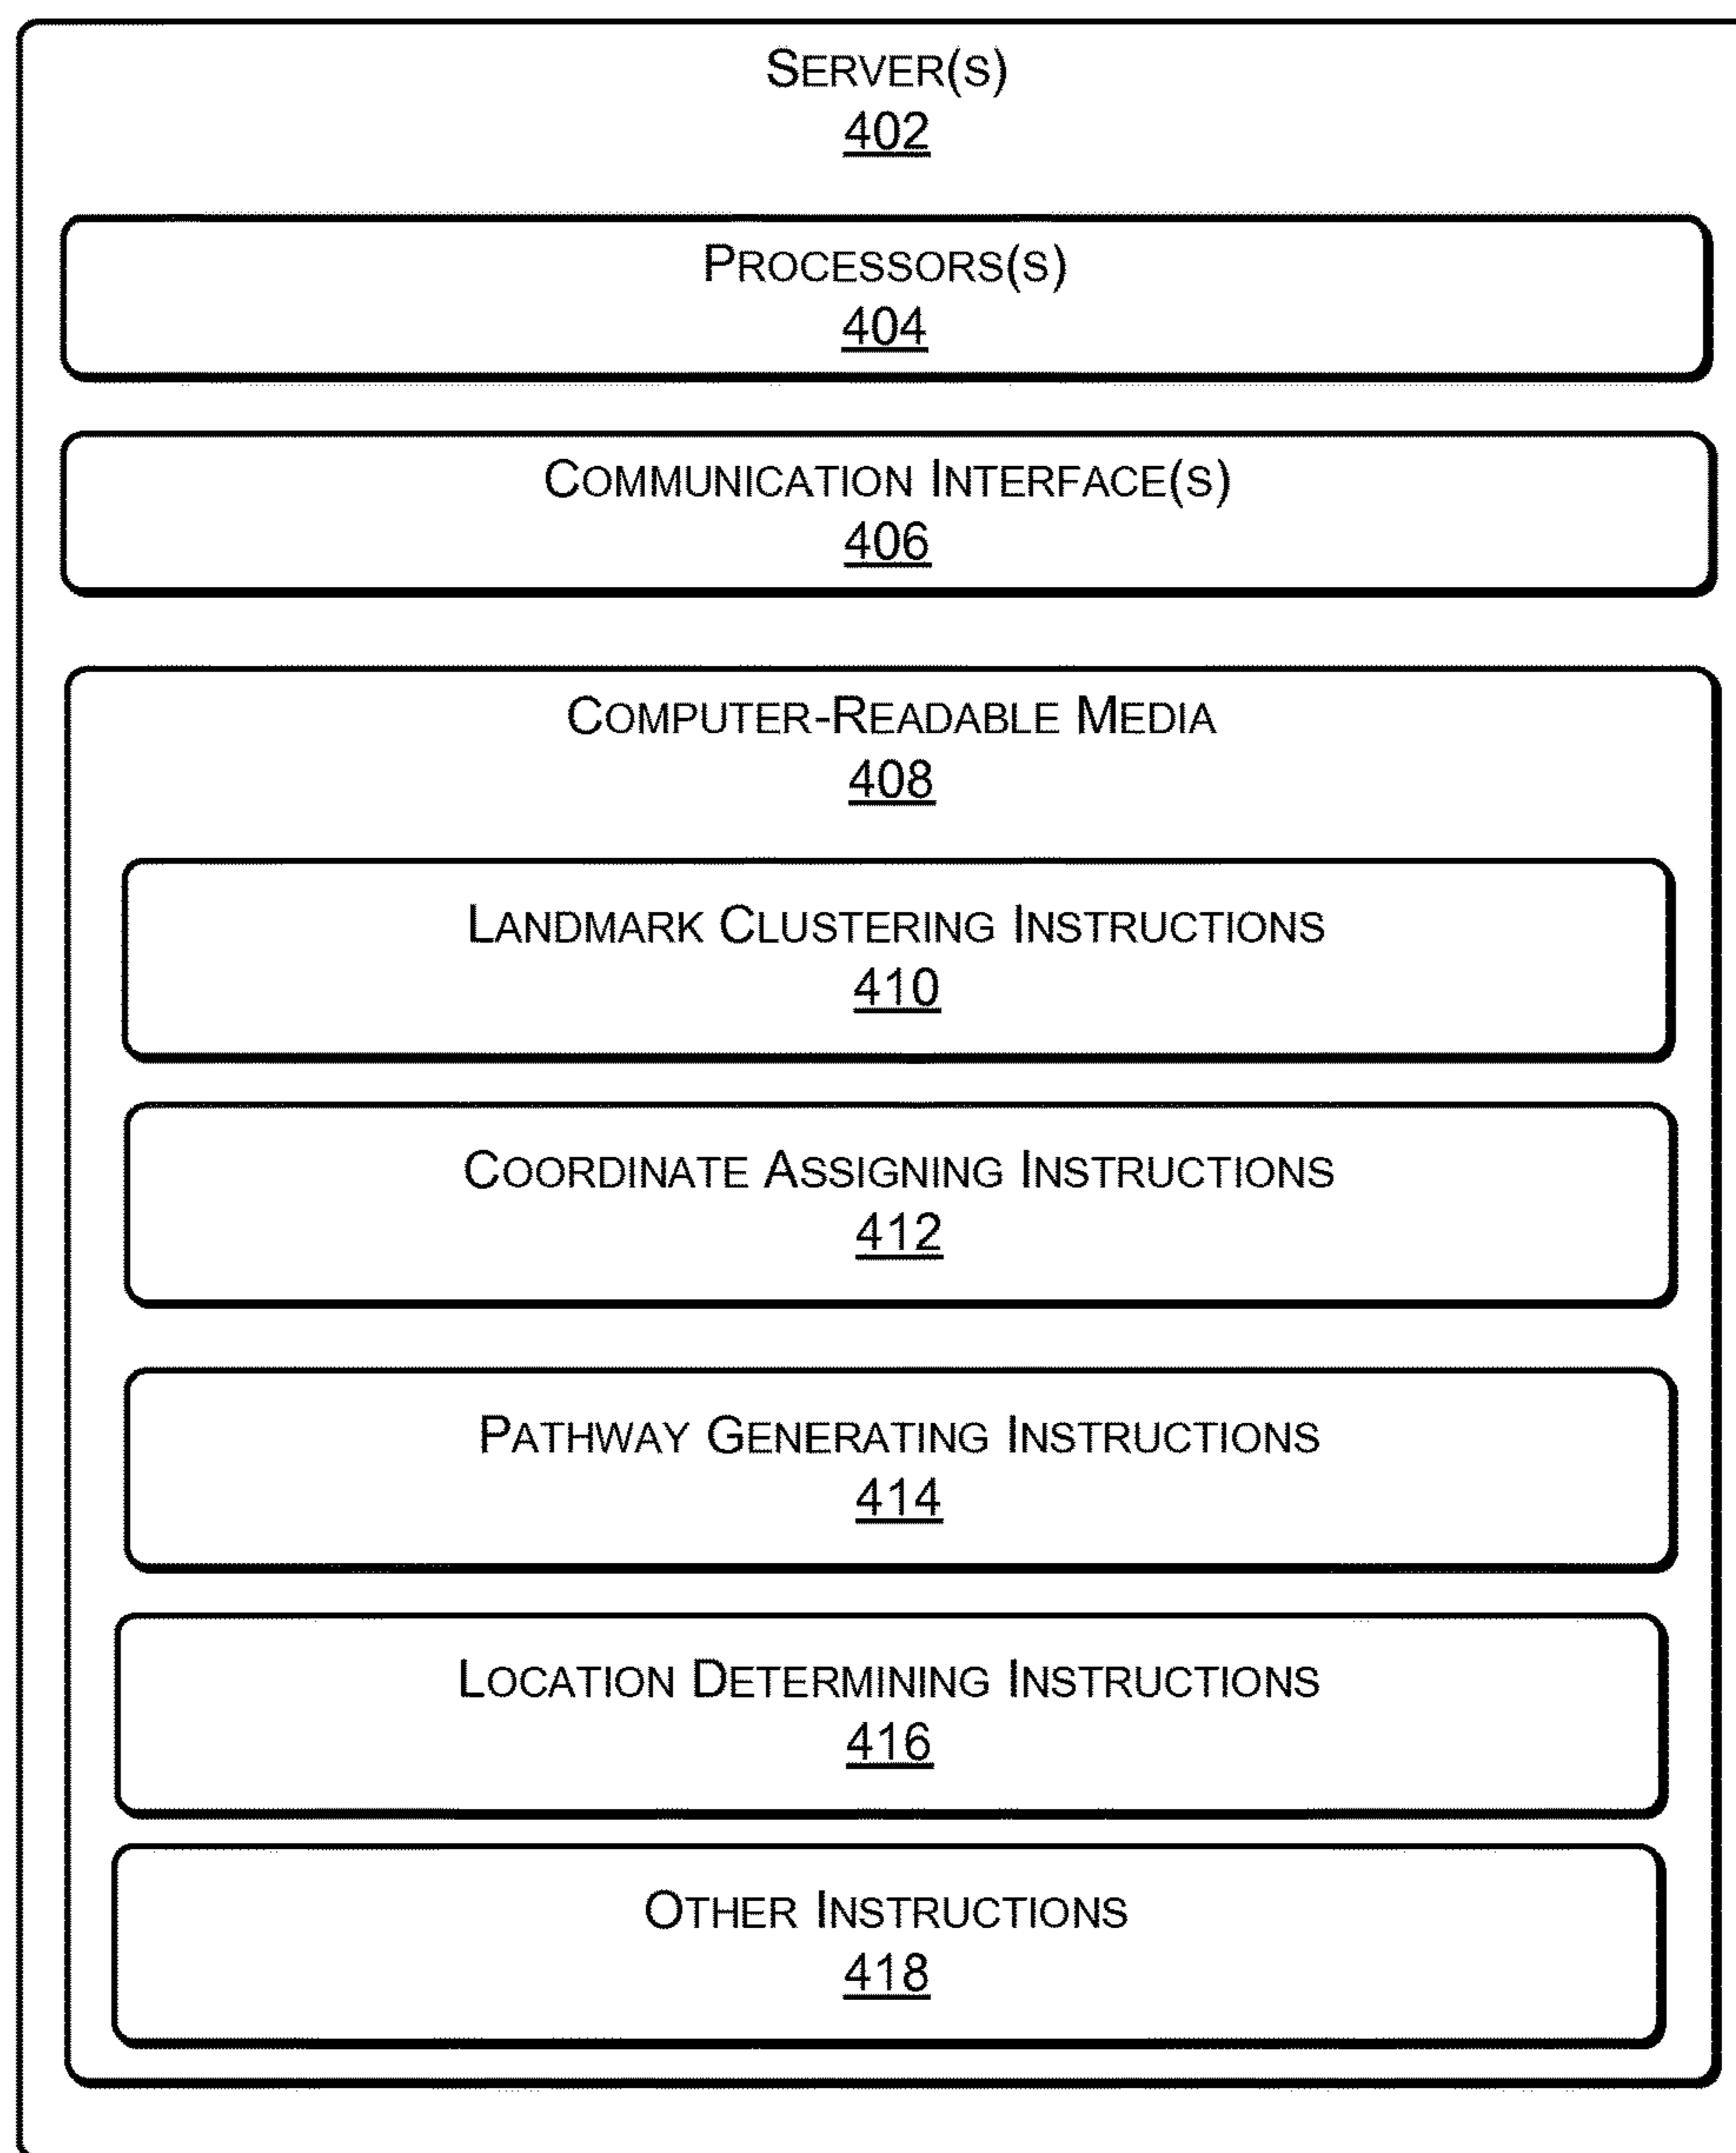 SERVER(S)
402
PROCESSORS(S)
404
COMMUNICATION INTERFACE(S)
406
COMPUTER-READABLE MEDIA
408
LANDMARK CLUSTERING INSTRUCTIONS
410
COORDINATE ASSIGNING INSTRUCTIONS
412
PATHWAY GENERATING INSTRUCTIONS
414
LOCATION DETERMINING INSTRUCTIONS
416
OTHER INSTRUCTIONS
418